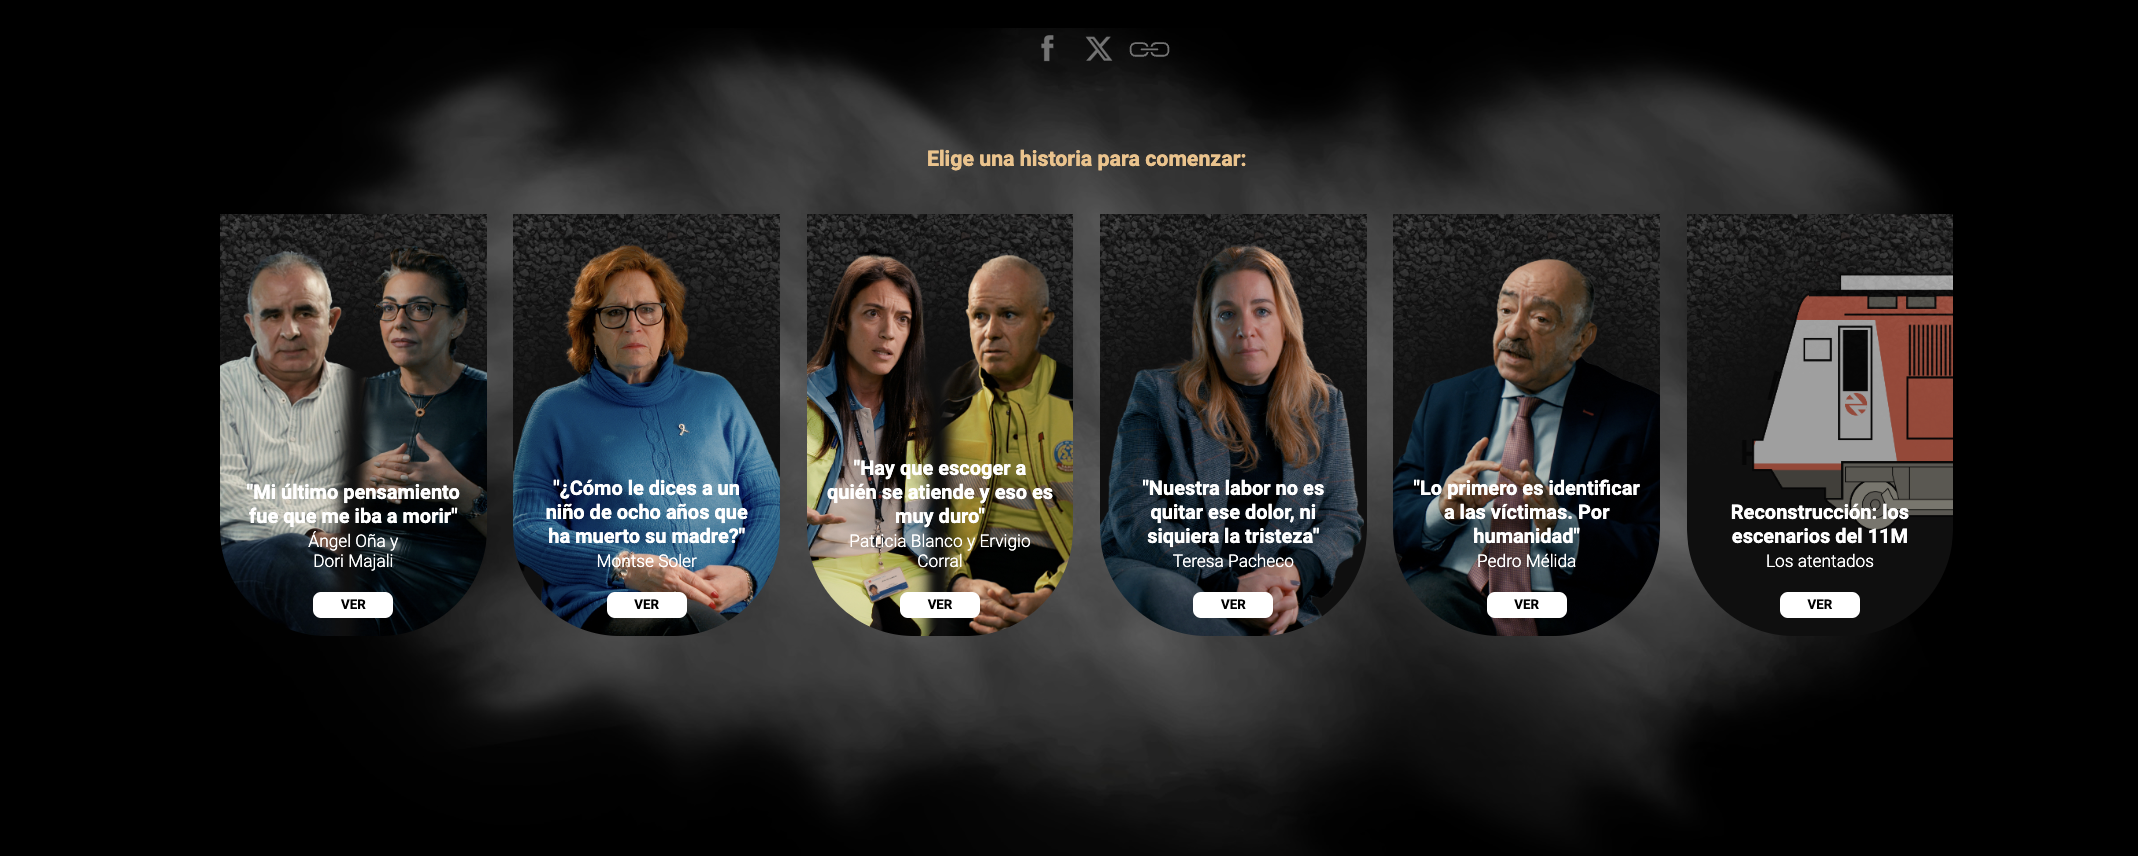 Elige una historia para comenzar:
"Mi último pensamiento
fue que me iba a morir"
Ángel Oña y
Dori Majali
VER
"¿Cómo le dices a un
niño de ocho años que
ha muerto su madre?"
Montse Soler
VER
"Hay que escoger a
quién se atiende y eso es
muy duro"
Patricia Blanco y Ervigio
Corral
VER
"Nuestra labor no es
quitar ese dolor, ni
siquiera la tristeza"
Teresa Pacheco
VER
"Lo primero es identificar
a las víctimas. Por
humanidad"
Pedro Mélida
VER
Reconstrucción: los
escenarios del 11M
Los atentados
VER